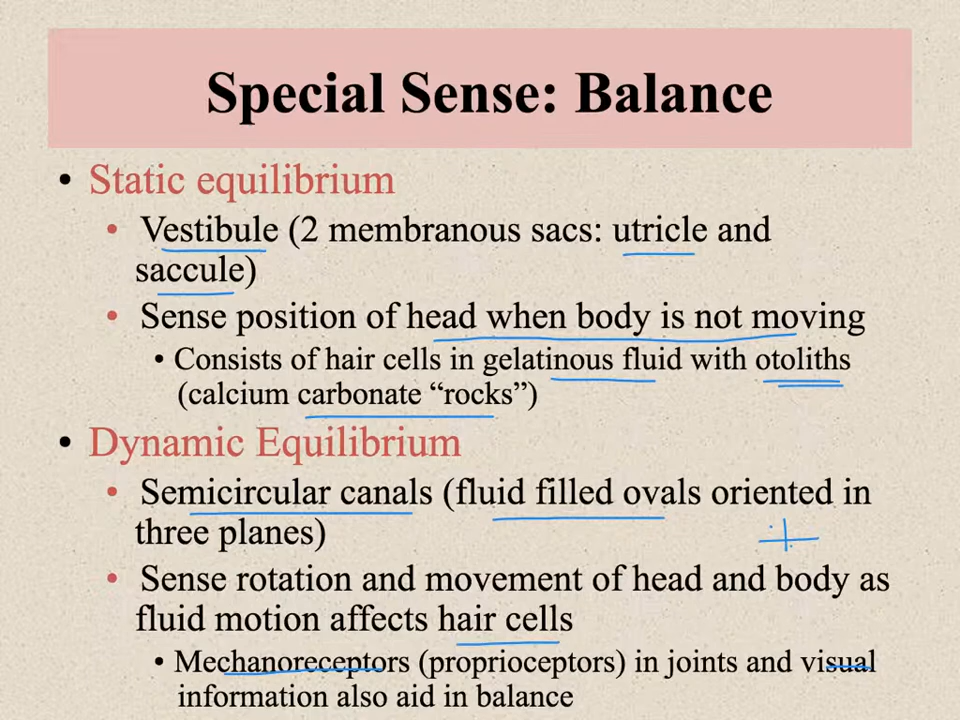 Special Sense: Balance
• Static equilibrium
• Vestibule (2 membranous sacs: utricle and
saccule)
• Sense position of head when body is not moving
• Consists of hair cells in gelatinous fluid with otoliths
(calcium carbonate “rocks”)
• Dynamic Equilibrium
• Semicircular canals (fluid filled ovals oriented in
three planes)
• Sense rotation and movement of head and body as
fluid motion affects hair cells
• Mechanoreceptors (proprioceptors) in joints and visual
information also aid in balance